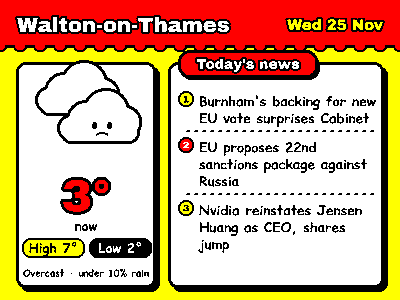 Walton-on-Thames
Wed 25 Nov
3°
now
High 7°
Low 2°
Overcast · under 10% rain
Today's news
1 Burnham's backing for new
EU vote surprises Cabinet
2 EU proposes 22nd
sanctions package against
Russia
3 Nvidia reinstates Jensen
Huang as CEO, shares
jump